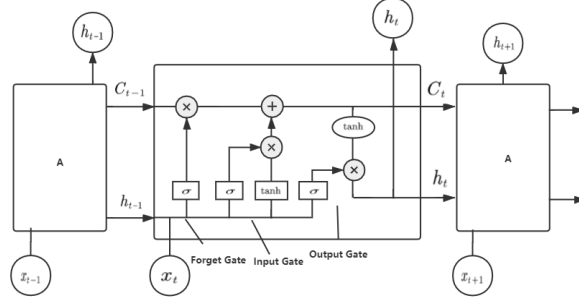 h_{t-1}
h_t
h_{t+1}
C_{t-1}
C_t
× +
tanh
A
×
×
A
σ σ tanh σ
h_{t-1}
h_t
Forget Gate Input Gate Output Gate
x_{t-1}
x_t
x_{t+1}